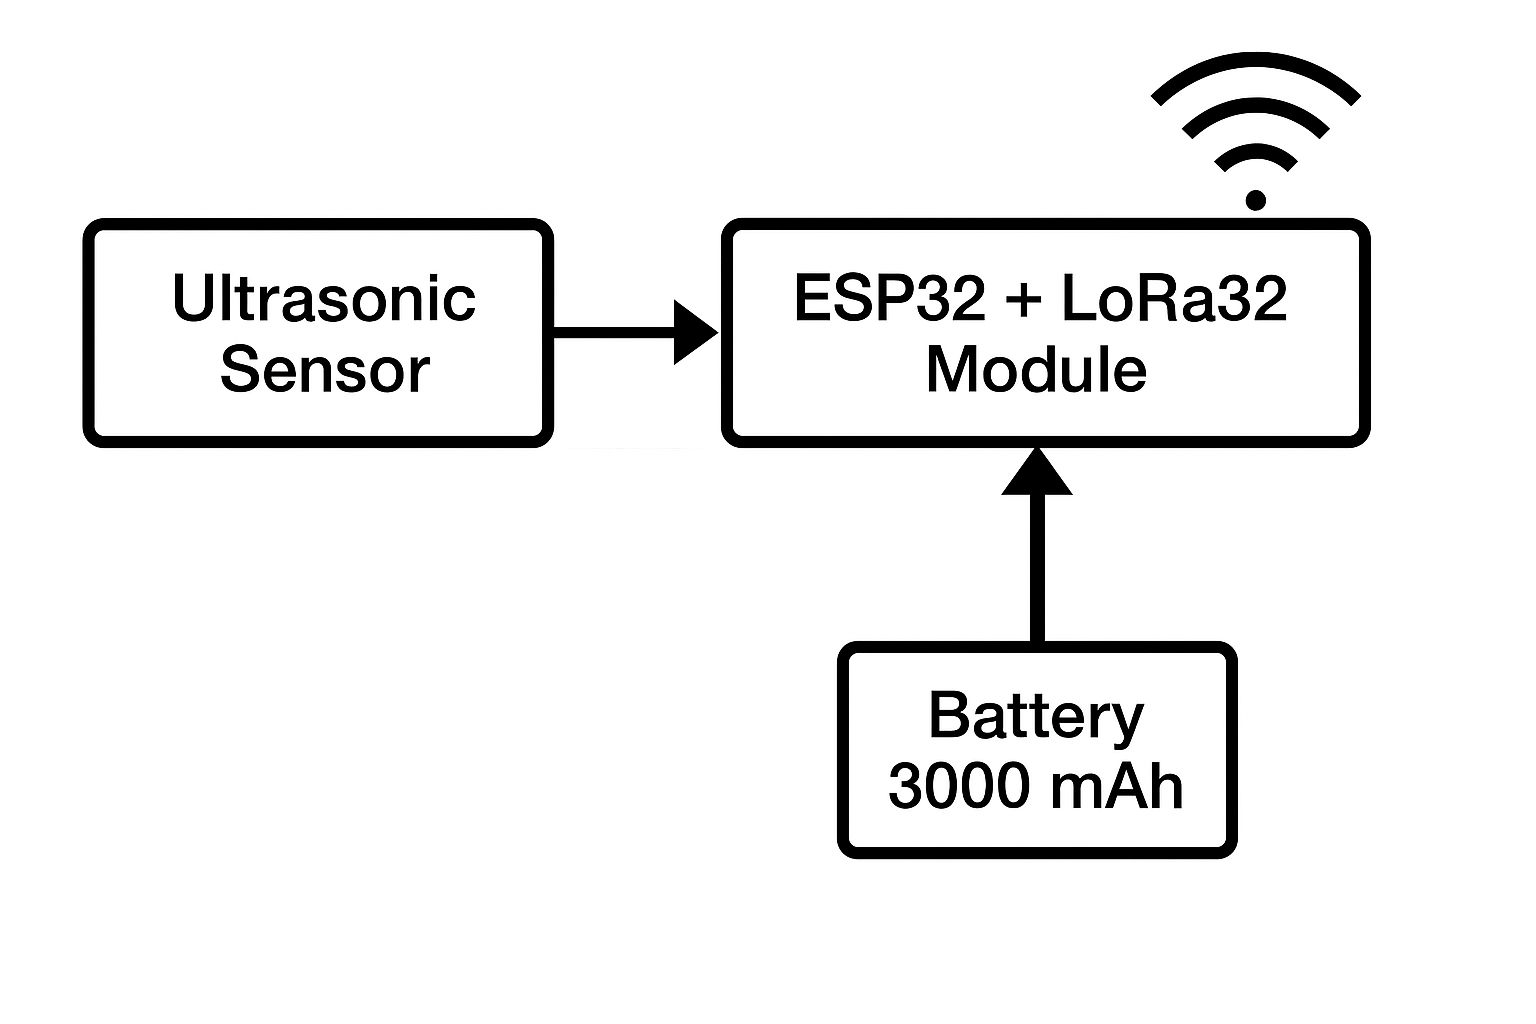 Ultrasonic
Sensor
ESP32 + LoRa32
Module
Battery
3000 mAh